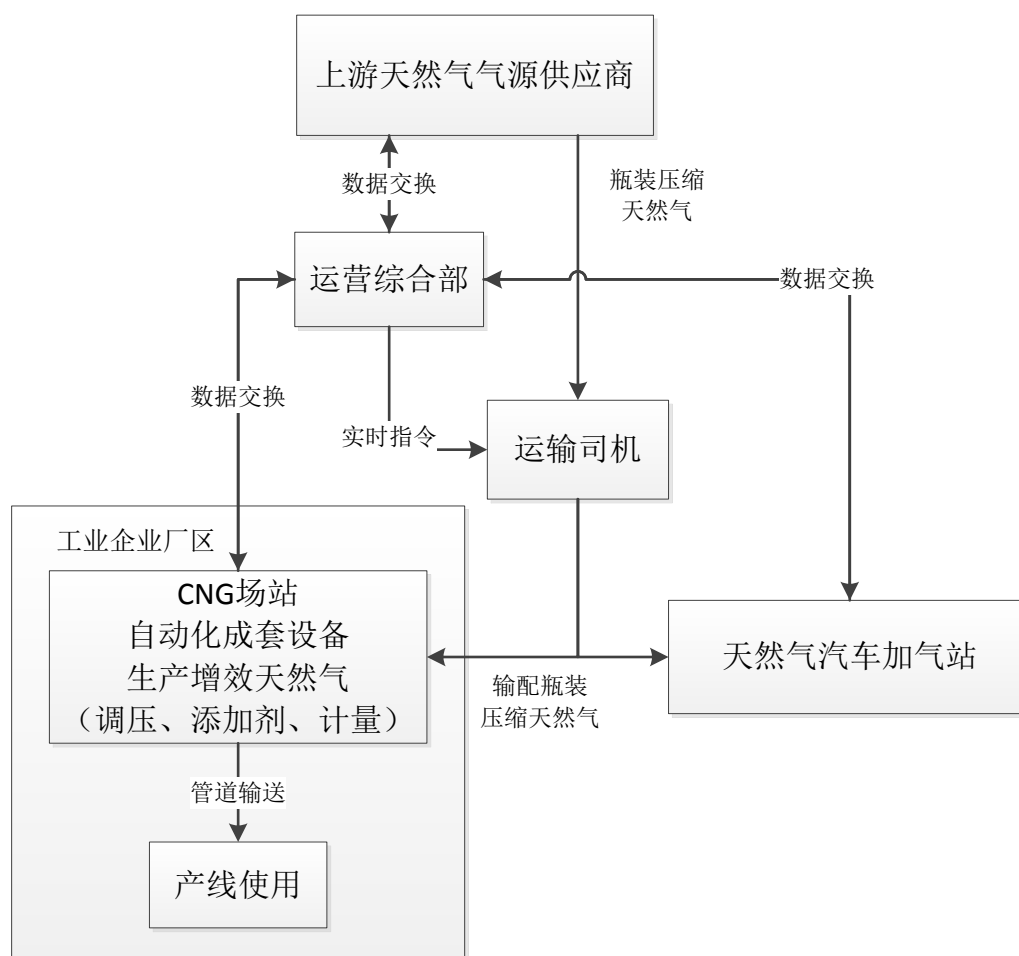 上游天然气气源供应商
数据交换
瓶装压缩
天然气
运营综合部
数据交换
数据交换
实时指令
运输司机
工业企业厂区
CNG场站
自动化成套设备
生产增效天然气
（调压、添加剂、计量）
天然气汽车加气站
输配瓶装
压缩天然气
管道输送
产线使用